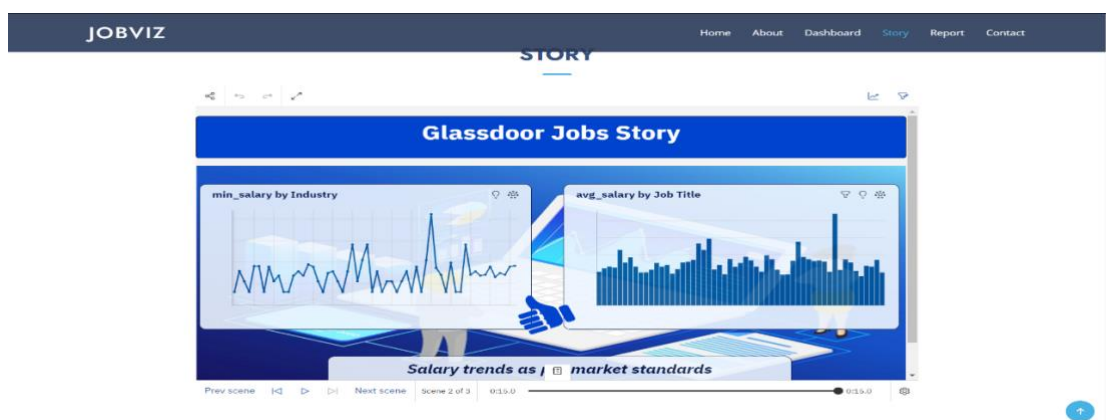 JOBVIZ
Home About Dashboard Story Report Contact
STORY
Glassdoor Jobs Story
min_salary by Industry
avg_salary by Job Title
Salary trends as market standards
Prev scene Next scene Scene 2 of 3 0:15.0 0:15.0